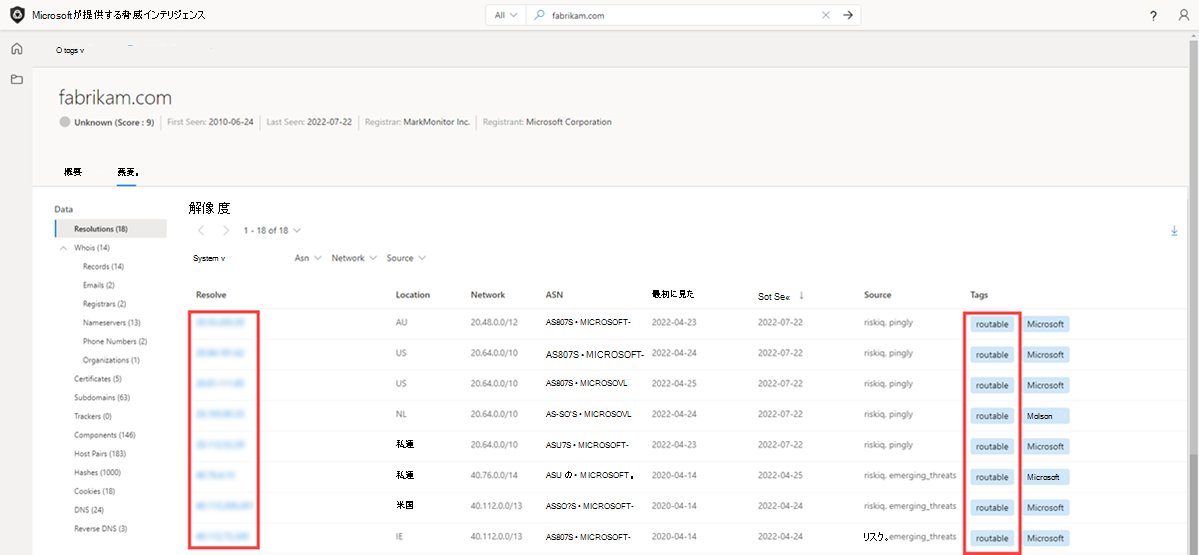 Microsoftが提供する脅威インテリジェンス
All
fabrikam.com
?
O tags v
fabrikam.com
Unknown (Score : 9) First Seen: 2010-06-24 Last Seen: 2022-07-22 Registrar: MarkMonitor Inc. Registrant: Microsoft Corporation
概要 燕麦。
Data
Resolutions (18)
Whois (14)
Records (14)
Emails (2)
Registrars (2)
Nameservers (13)
Phone Numbers (2)
Organizations (1)
Certificates (5)
Subdomains (63)
Trackers (0)
Components (146)
Host Pairs (183)
Hashes (1000)
Cookies (18)
DNS (24)
Reverse DNS (3)
解像度
1 - 18 of 18
System v Asn Network Source
Resolve Location Network ASN 最初に見た Sot Se« Source Tags
AU 20.48.0.0/12 AS807S・MICROSOFT- 2022-04-23 2022-07-22 riskiq, pingly routable Microsoft
US 20.64.0.0/10 AS807S・MICROSOFT- 2022-04-24 2022-07-22 riskiq, pingly routable Microsoft
US 20.64.0.0/10 AS807S・MICROSOVL 2022-04-25 2022-07-22 riskiq, pingly routable Microsoft
NL 20.64.0.0/10 AS-SO'S・MICROSOVL 2022-04-24 2022-07-22 riskiq, pingly routable Molson
私達 20.64.0.0/10 ASU7S・MICROSOFT- 2022-04-23 2022-07-22 riskiq, pingly routable Microsoft
私達 40.76.0.0/14 ASU の・MICROSOFT。 2020-04-14 2022-04-25 riskiq, emerging_threats routable Microsoft
米国 40.112.0.0/13 ASSO?S・MICROSOFT- 2020-04-14 2022-04-24 riskiq, emerging_threats routable Microsoft
IE 40.112.0.0/13 AS807S・MICROSOFT- 2020-04-14 2022-04-24 リスク。emerging_threats routable Microsoft